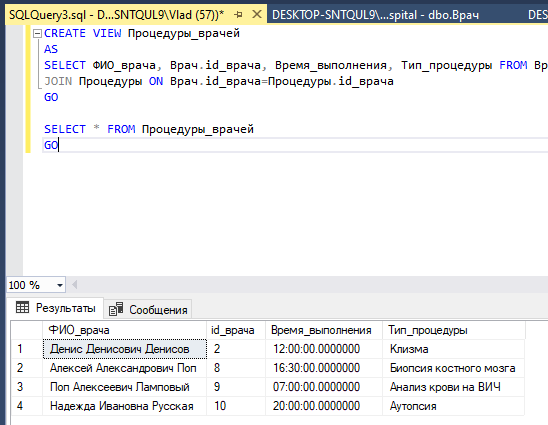 SQLQuery3.sql - D...SNTQUL9\Vlad (57))* DESKTOP-SNTQUL9\...spital - dbo.Врач DES
CREATE VIEW Процедуры_врачей
AS
SELECT ФИО_врача, Врач.id_врача, Время_выполнения, Тип_процедуры FROM Вр
JOIN Процедуры ON Врач.id_врача=Процедуры.id_врача
GO
SELECT * FROM Процедуры_врачей
GO
100 %
Результаты Сообщения
ФИО_врача id_врача Время_выполнения Тип_процедуры
1 Денис Денисович Денисов 2 12:00:00.0000000 Клизма
2 Алексей Александрович Поп 8 16:30:00.0000000 Биопсия костного мозга
3 Поп Алексеевич Ламповый 9 07:00:00.0000000 Анализ крови на ВИЧ
4 Надежда Ивановна Русская 10 20:00:00.0000000 Аутопсия